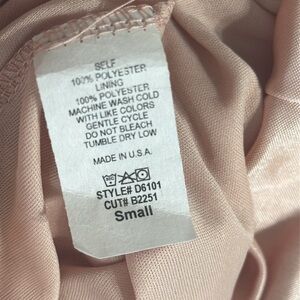 SELF
100% POLYESTER
LINING
100% POLYESTER
MACHINE WASH COLD
WITH LIKE COLORS
GENTLE CYCLE
DO NOT BLEACH
TUMBLE DRY LOW
MADE IN U.S.A.
STYLE# D6101
CUT# B2251
Small